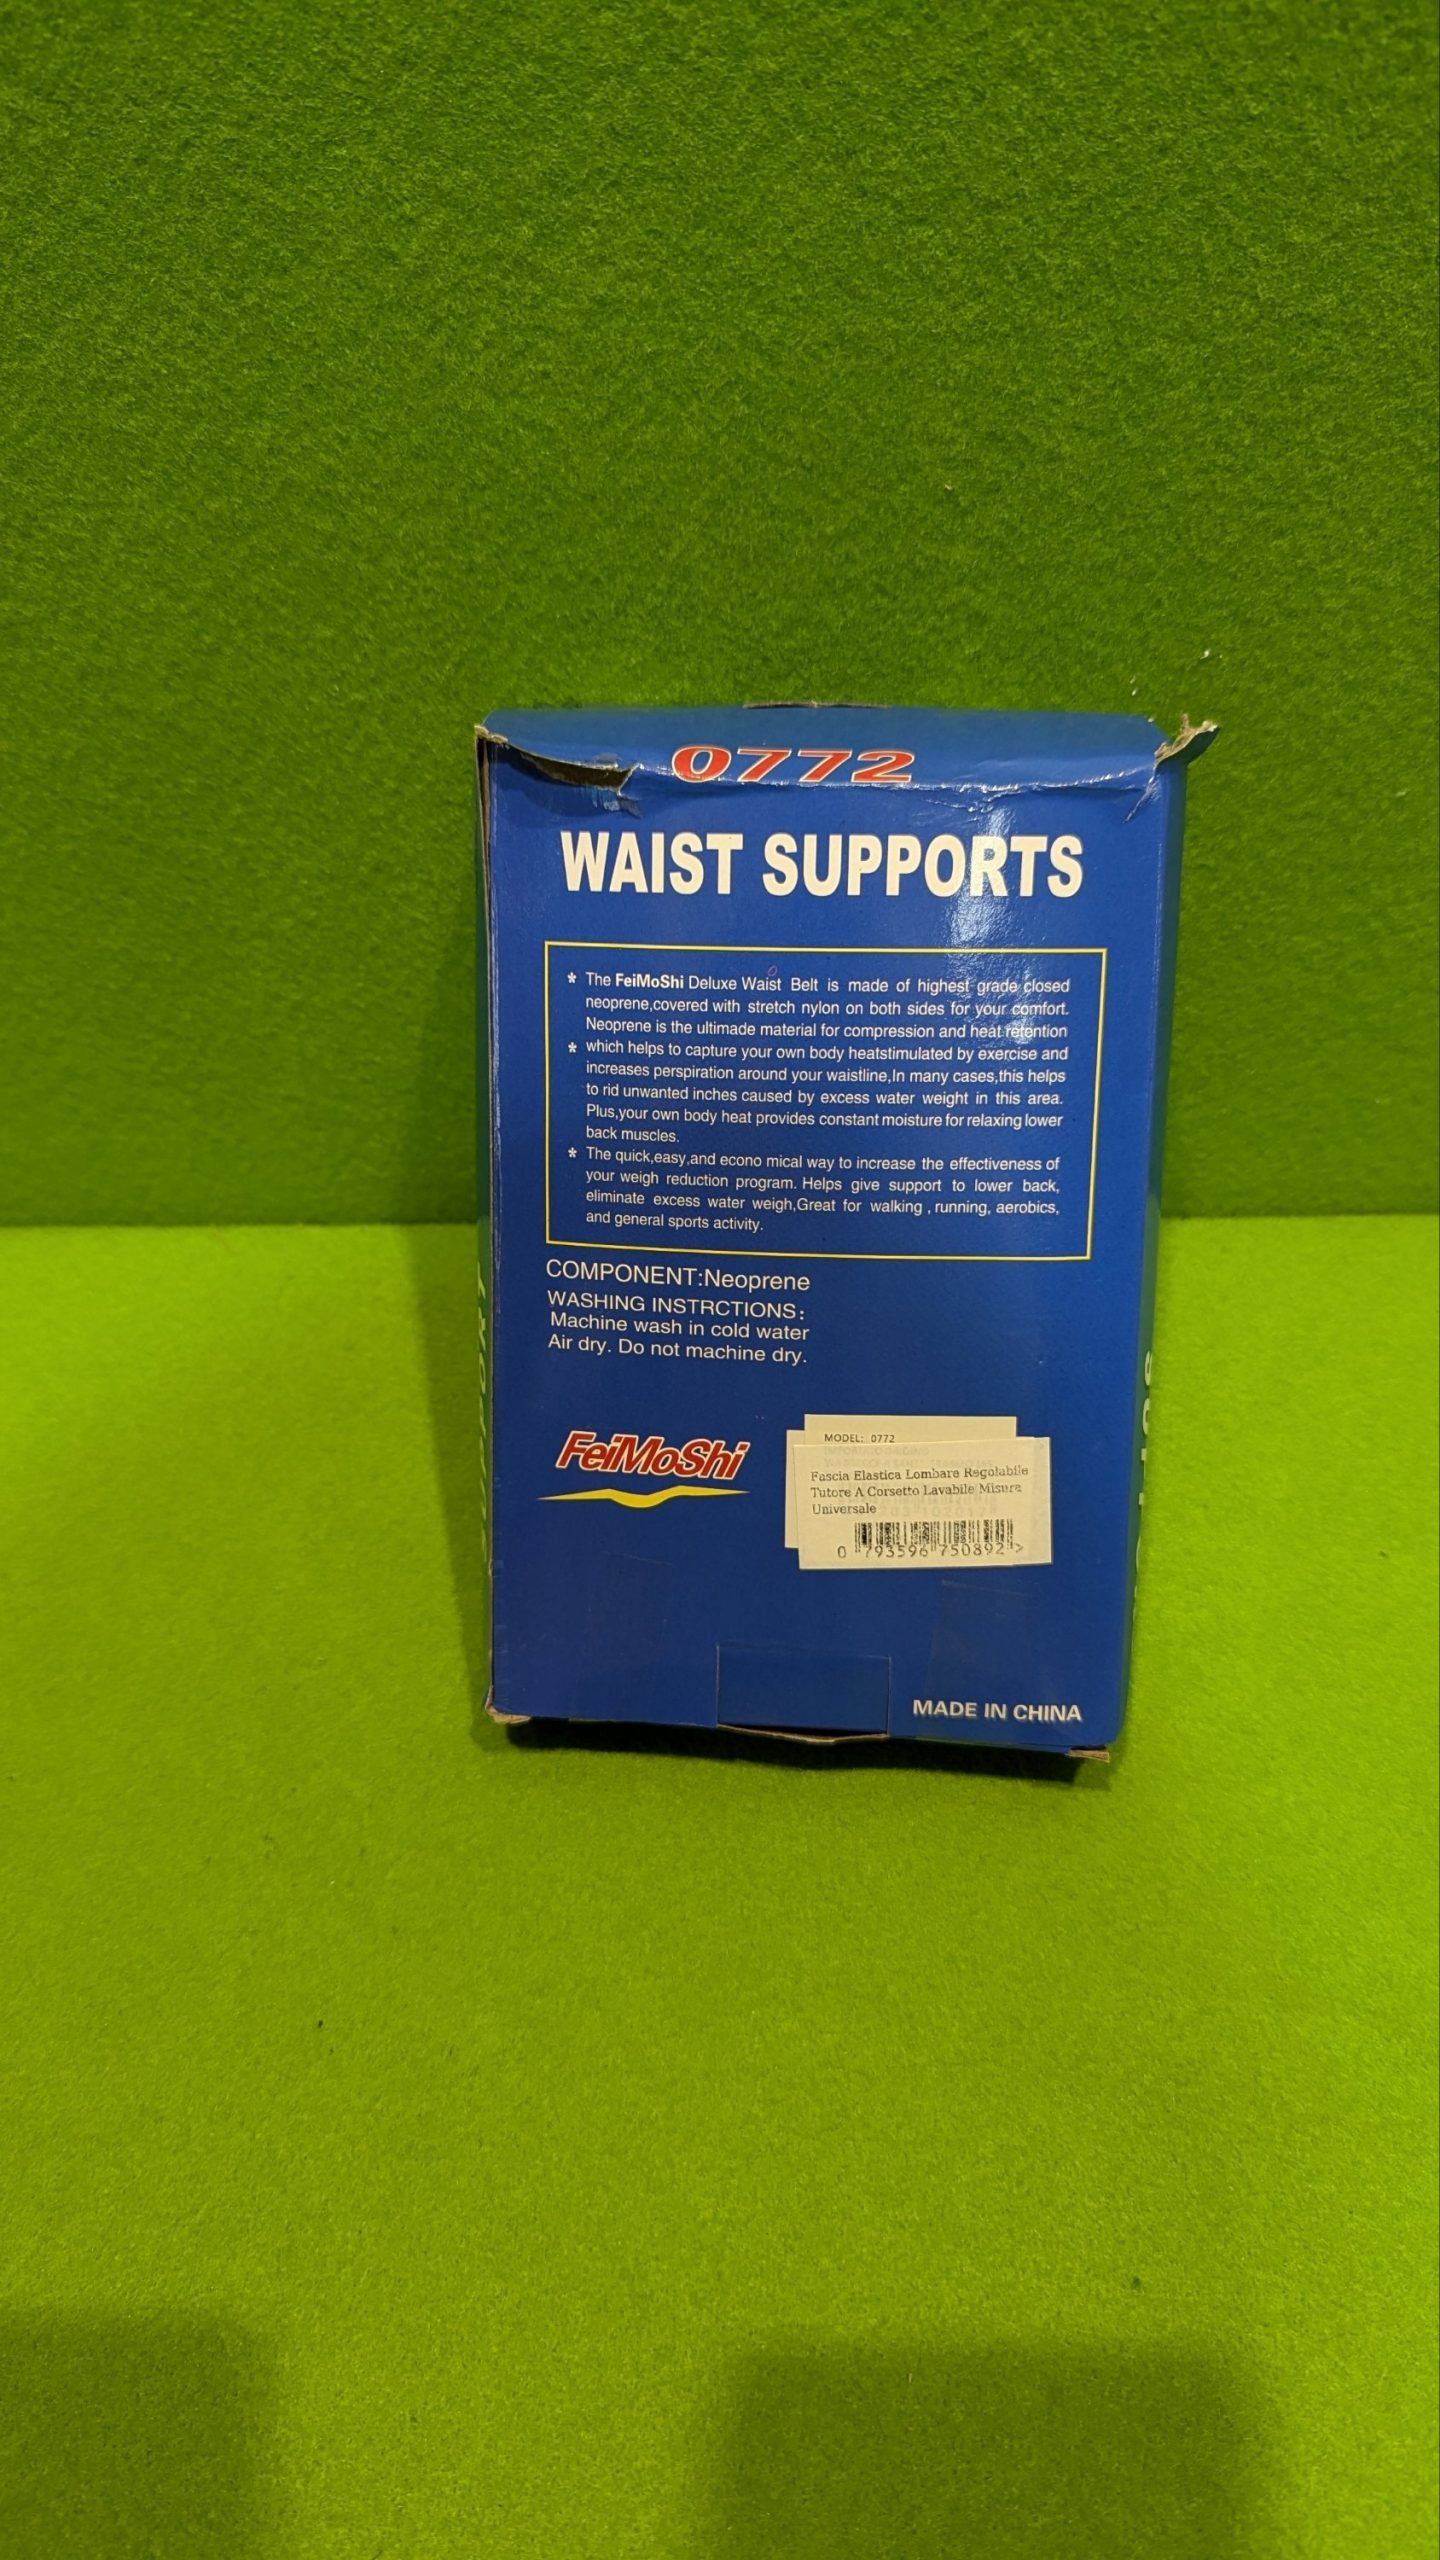 0772
WAIST SUPPORTS
* The FeiMoShi Deluxe Waist Belt is made of highest grade closed
neoprene,covered with stretch nylon on both sides for your comfort.
Neoprene is the ultimade material for compression and heat retention
* which helps to capture your own body heatstimulated by exercise and
increases perspiration around your waistline,In many cases,this helps
to rid unwanted inches caused by excess water weight in this area.
Plus,your own body heat provides constant moisture for relaxing lower
back muscles.
* The quick,easy,and econo mical way to increase the effectiveness of
your weigh reduction program. Helps give support to lower back,
eliminate excess water weigh,Great for walking , running, aerobics,
and general sports activity.
COMPONENT:Neoprene
WASHING INSTRCTIONS:
Machine wash in cold water
Air dry. Do not machine dry.
FeiMoShi
MODEL: 0772
Fascia Elastica Lombare Regolabile
Tutore A Corsetto Lavabile Misura
Universale
0 793596 750892 >
MADE IN CHINA